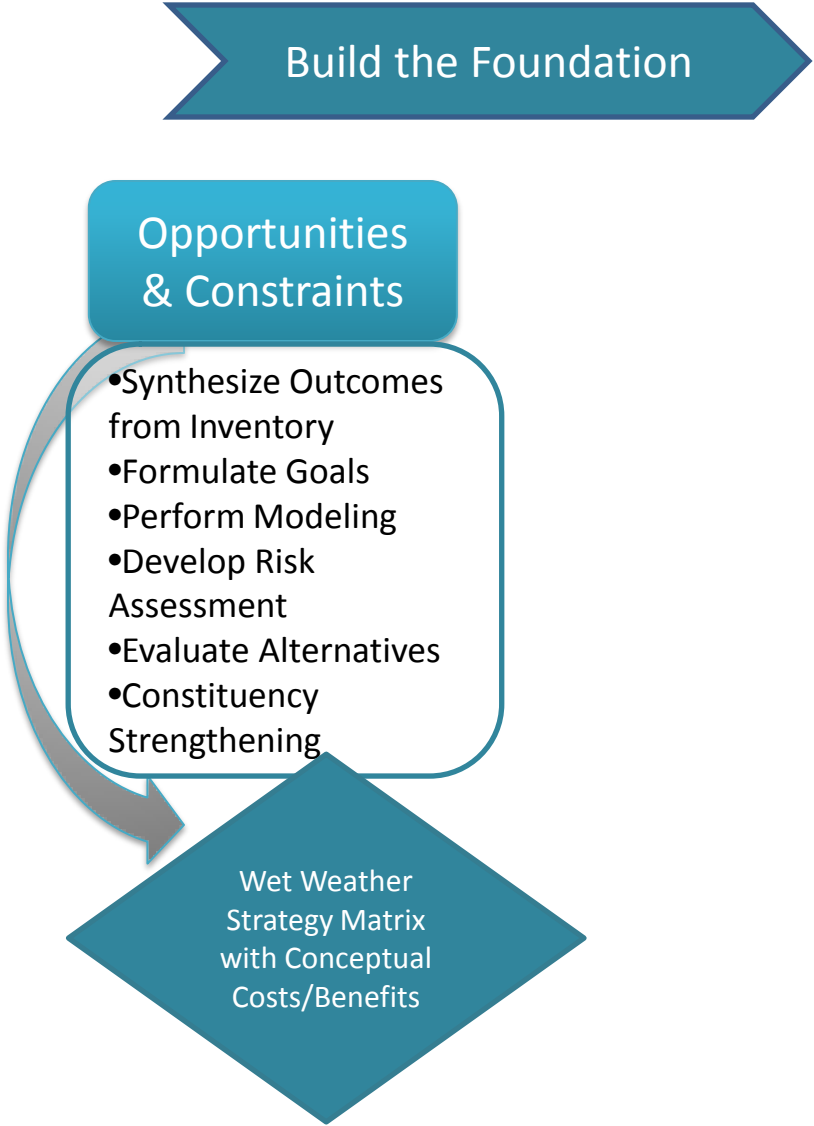 Build the Foundation
Opportunities
& Constraints
•Synthesize Outcomes
from Inventory
•Formulate Goals
•Perform Modeling
•Develop Risk
Assessment
•Evaluate Alternatives
•Constituency
Strengthening
Wet Weather
Strategy Matrix
with Conceptual
Costs/Benefits